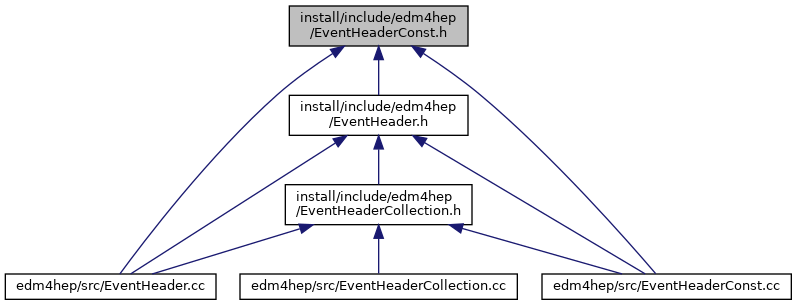 install/include/edm4hep
/EventHeaderConst.h
install/include/edm4hep
/EventHeader.h
install/include/edm4hep
/EventHeaderCollection.h
edm4hep/src/EventHeader.cc
edm4hep/src/EventHeaderCollection.cc
edm4hep/src/EventHeaderConst.cc